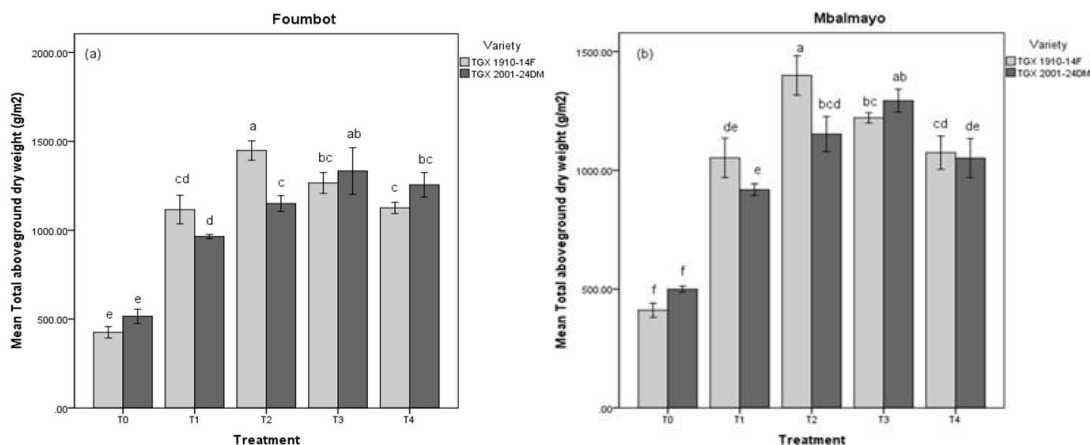 Foumbot
(a)
Variety
TGX 1910-14F
TGX 2001-24DM
Mean Total aboveground dry weight (g/m2)
2000.00
1500.00
1000.00
500.00
.00
e
e
cd
d
a
c
bc
ab
c
bc
T0
T1
T2
T3
T4
Treatment
Mbalmayo
(b)
Variety
TGX 1910-14F
TGX 2001-24DM
Mean Total aboveground dry weight (g/m2)
1500.00
1000.00
500.00
.00
f
f
de
e
a
bcd
bc
ab
cd
de
T0
T1
T2
T3
T4
Treatment